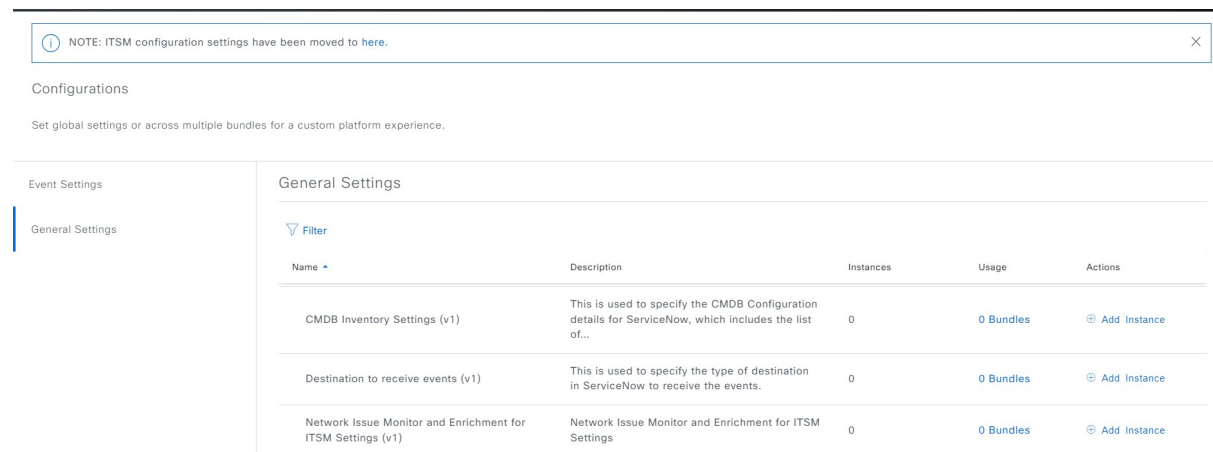 NOTE: ITSM configuration settings have been moved to here.
Configurations
Set global settings or across multiple bundles for a custom platform experience.
Event Settings
General Settings
General Settings
Filter
Name Description Instances Usage Actions
CMDB Inventory Settings (v1)
This is used to specify the CMDB Configuration
details for ServiceNow, which includes the list
of...
0
0 Bundles
Add Instance
Destination to receive events (v1)
This is used to specify the type of destination
in ServiceNow to receive the events.
0
0 Bundles
Add Instance
Network Issue Monitor and Enrichment for
ITSM Settings (v1)
Network Issue Monitor and Enrichment for ITSM
Settings
0
0 Bundles
Add Instance